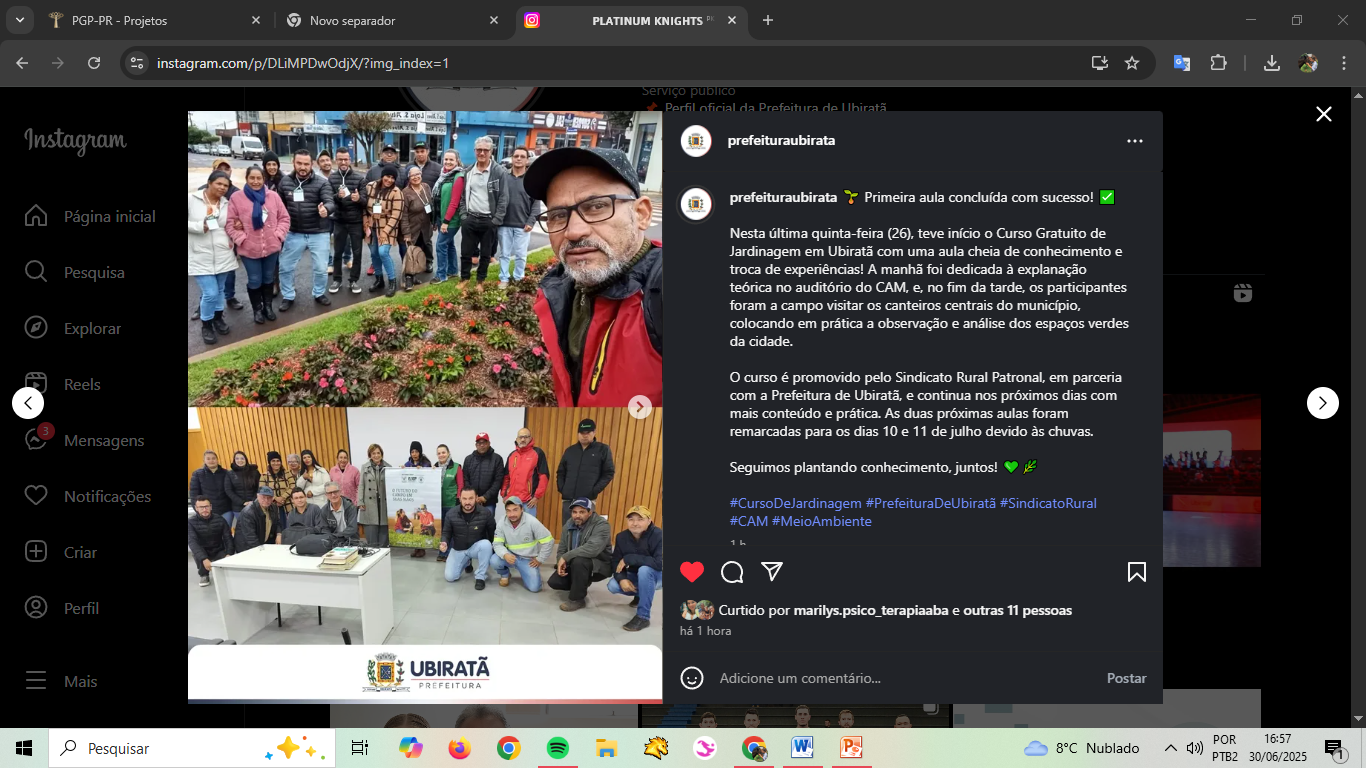 PGP-PR - Projetos
Novo separador
PLATINUM KNIGHTS
instagram.com/p/DLiMPDwOdjX/?img_index=1
Serviço público
📌 Perfil oficial da Prefeitura de Ubiratã
Instagram
Página inicial
Pesquisa
Explorar
Reels
3
Mensagens
Notificações
Criar
Perfil
Mais
UBIRATÃ
PREFEITURA
prefeituraubirata
prefeituraubirata 🌱 Primeira aula concluída com sucesso! ✅
Nesta última quinta-feira (26), teve início o Curso Gratuito de
Jardinagem em Ubiratã com uma aula cheia de conhecimento e
troca de experiências! A manhã foi dedicada à explanação
teórica no auditório do CAM, e, no fim da tarde, os participantes
foram a campo visitar os canteiros centrais do município,
colocando em prática a observação e análise dos espaços verdes
da cidade.
O curso é promovido pelo Sindicato Rural Patronal, em parceria
com a Prefeitura de Ubiratã, e continua nos próximos dias com
mais conteúdo e prática. As duas próximas aulas foram
remarcadas para os dias 10 e 11 de julho devido às chuvas.
Seguimos plantando conhecimento, juntos! 💚 🌿
#CursoDeJardinagem #PrefeituraDeUbiratã #SindicatoRural
#CAM #MeioAmbiente
1 h
Curtido por marilys.psico_terapiaaba e outras 11 pessoas
há 1 hora
Adicione um comentário...
Postar
Pesquisar
8°C Nublado
POR
PTB2
16:57
30/06/2025
1